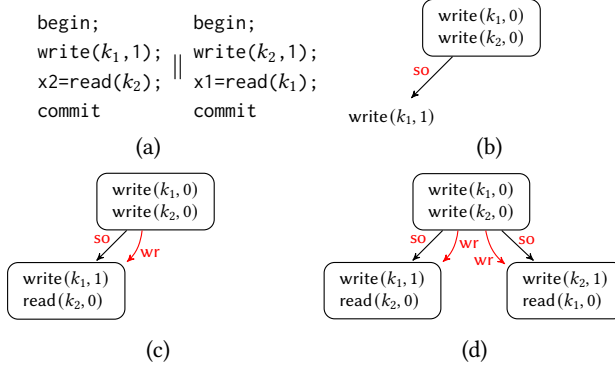 begin;
write(k₁,1);
x2=read(k₂);
commit
||
begin;
write(k₂,1);
x1=read(k₁);
commit
(a)
write(k₁,0)
write(k₂,0)
so
write(k₁,1)
(b)
write(k₁,0)
write(k₂,0)
so
wr
write(k₁,1)
read(k₂,0)
(c)
write(k₁,0)
write(k₂,0)
so
wr
wr
so
write(k₁,1)
read(k₂,0)
write(k₂,1)
read(k₁,0)
(d)